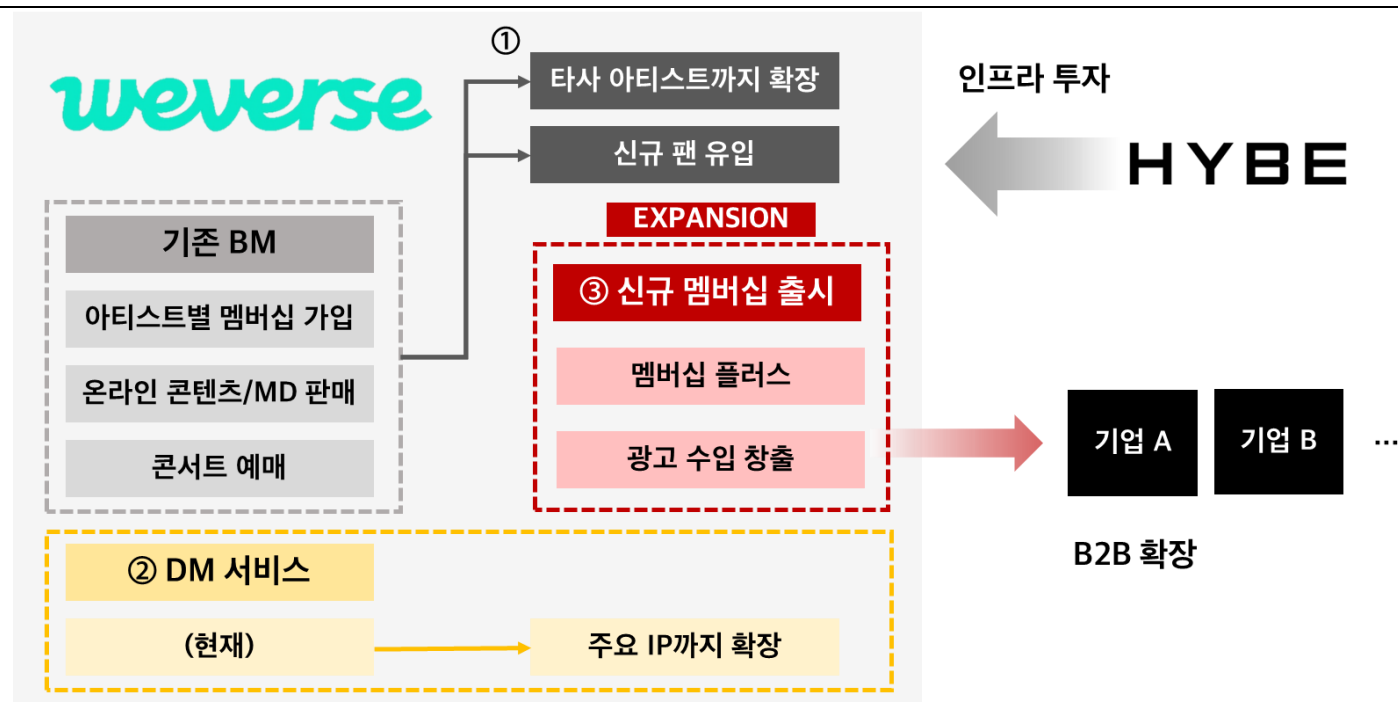 weverse
①
타사 아티스트까지 확장
신규 팬 유입
인프라 투자
HYBE
기존 BM
아티스트별 멤버십 가입
온라인 콘텐츠/MD 판매
콘서트 예매
EXPANSION
③ 신규 멤버십 출시
멤버십 플러스
광고 수입 창출
기업 A
기업 B
...
B2B 확장
② DM 서비스
(현재)
주요 IP까지 확장